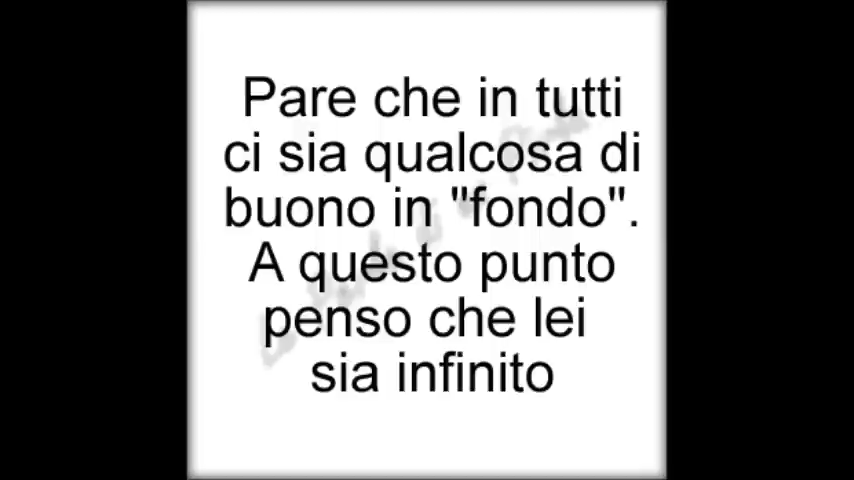 Pare che in tutti
ci sia qualcosa di
buono in "fondo".
A questo punto
penso che lei
sia infinito